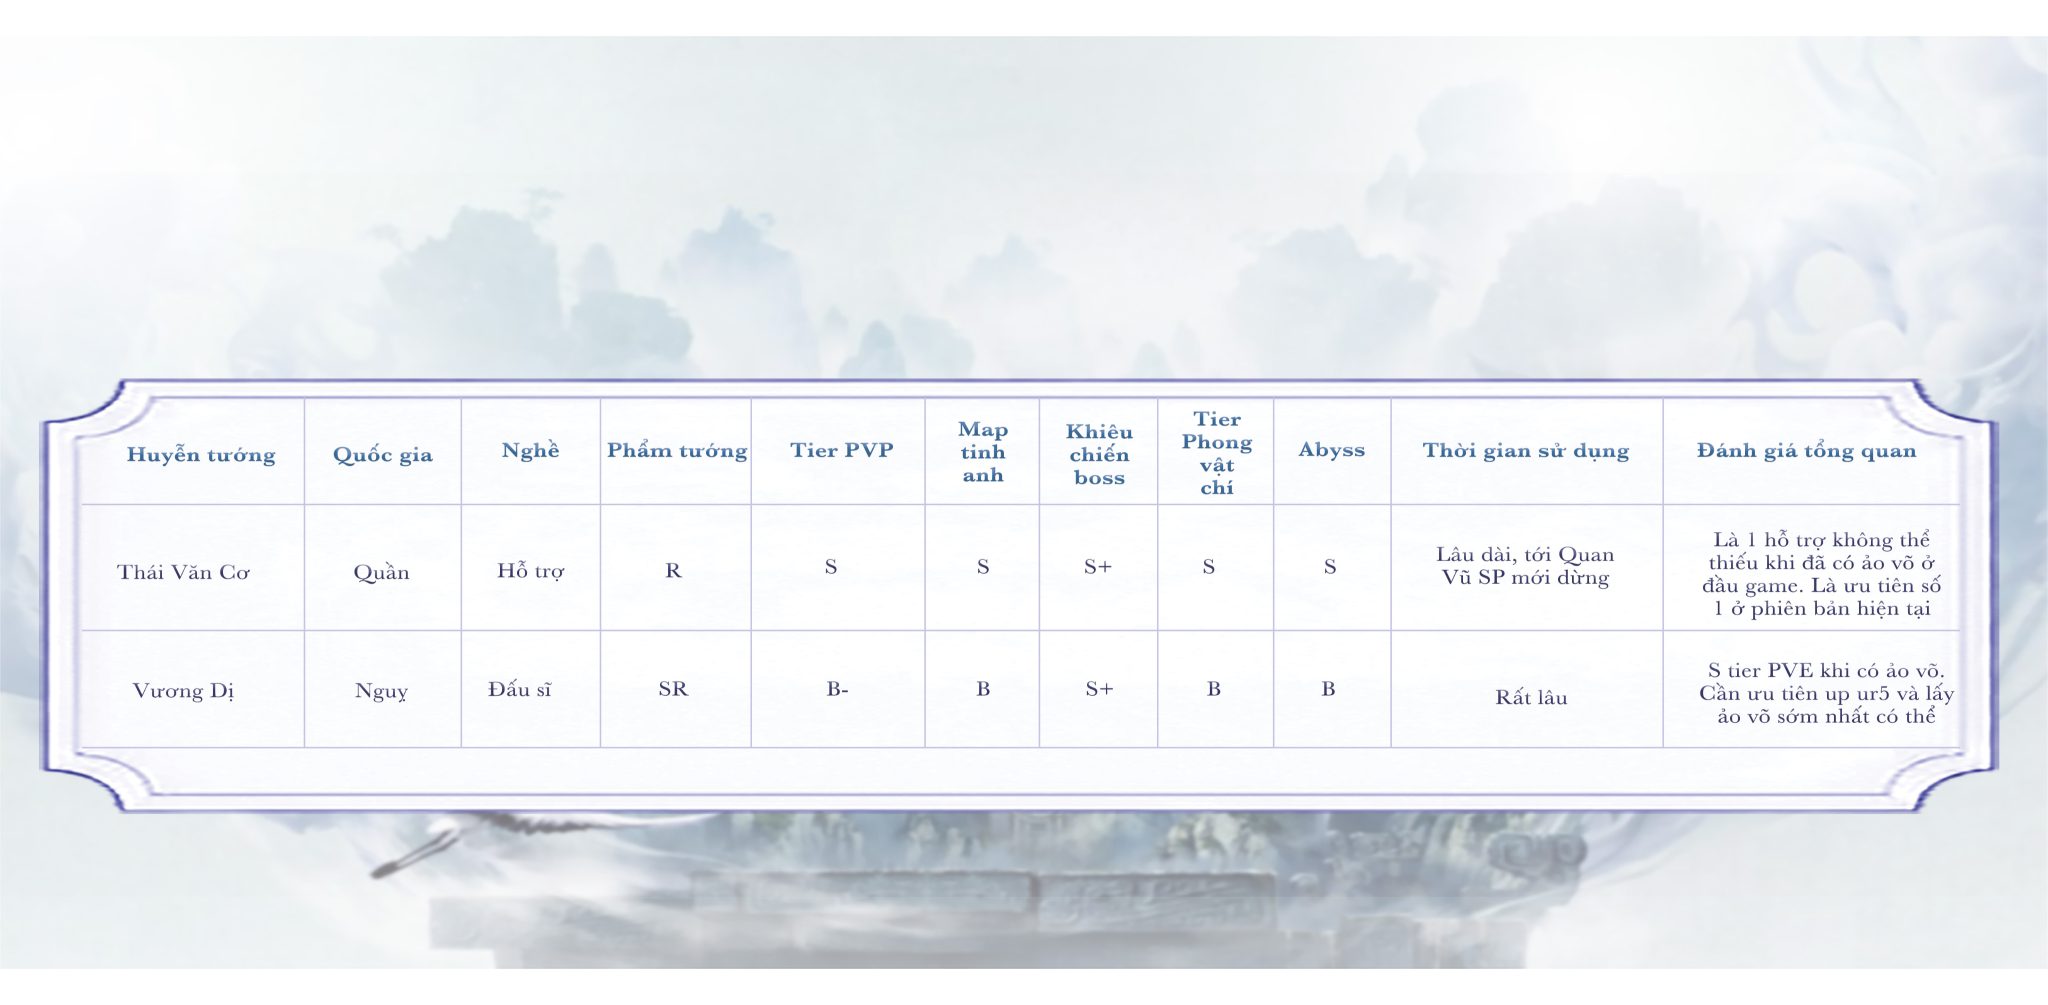 Huyễn tướng
Quốc gia
Nghề
Phẩm tướng
Tier PVP
Map
tinh
anh
Khiêu
chiến
boss
Tier
Phong
vật
chí
Abyss
Thời gian sử dụng
Đánh giá tổng quan
Thái Văn Cơ
Quần
Hỗ trợ
R
S
S
S+
S
S
Lâu dài, tới Quan
Vũ SP mới dừng
Là 1 hỗ trợ không thể
thiếu khi đã có ảo võ ở
đầu game. Là ưu tiên số
1 ở phiên bản hiện tại
Vương Dị
Ngụy
Đấu sĩ
SR
B-
B
S+
B
B
Rất lâu
S tier PVE khi có ảo võ.
Cần ưu tiên up ur5 và lấy
ảo võ sớm nhất có thể